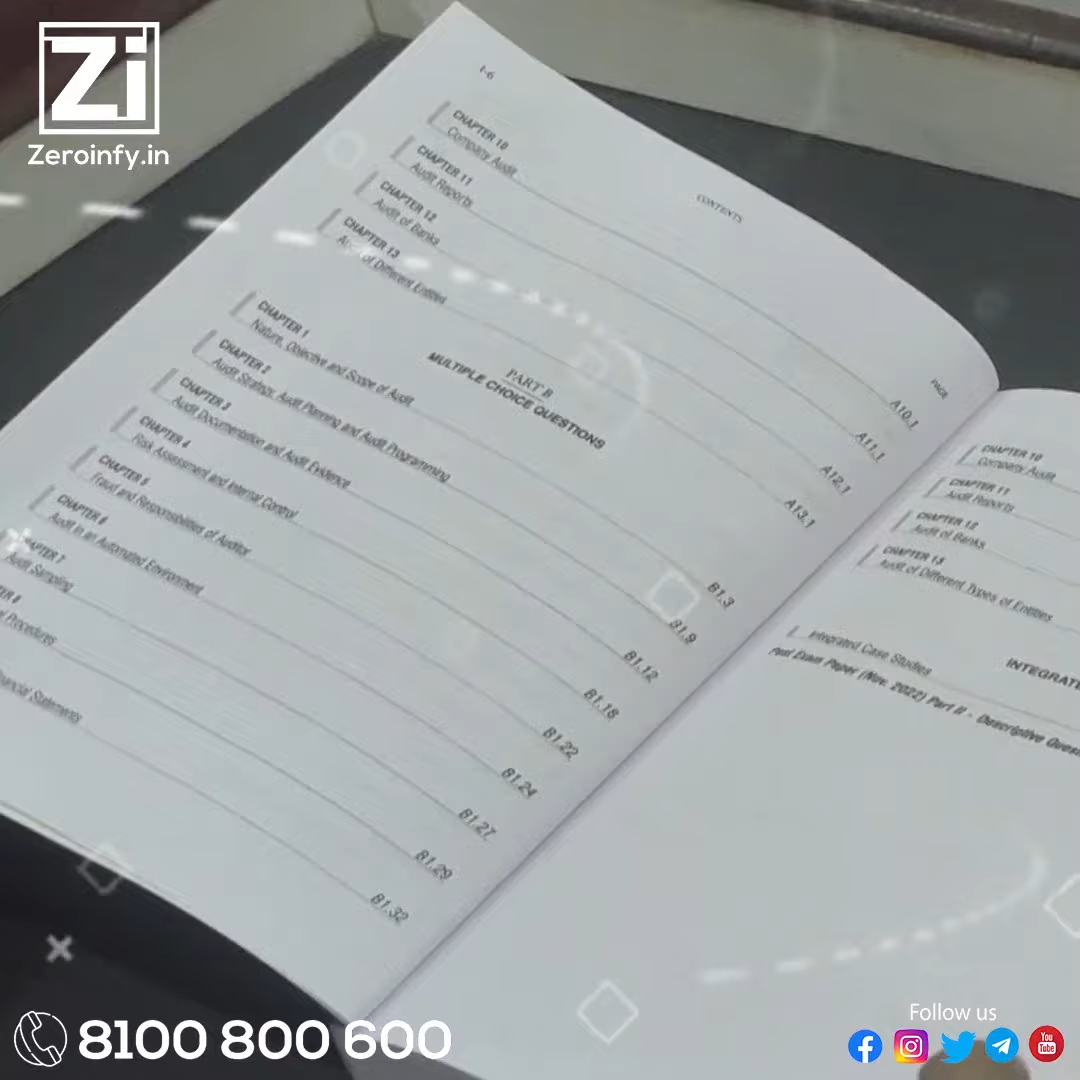 Zi
Zeroinfy.in
I-6
CONTENTS
PAGE
CHAPTER 10
Company Audit
A10.1
CHAPTER 11
Audit Reports
A11.1
CHAPTER 12
Audit of Banks
A12.1
CHAPTER 13
of Different Entities
A13.1
PART B
MULTIPLE CHOICE QUESTIONS
CHAPTER 1
Nature, Objective and Scope of Audit
B1.3
CHAPTER 2
Audit Strategy, Audit Planning and Audit Programming
B1.9
CHAPTER 3
Audit Documentation and Audit Evidence
B1.12
CHAPTER 4
Risk Assessment and Internal Control
B1.18
CHAPTER 5
Fraud and Responsibilities of Auditor
B1.22
CHAPTER 6
Audit in an Automated Environment
B1.24
APTER 7
Audit Sampling
B1.27
TER 8
Procedures
B1.29
Financial Statements
B1.32
CHAPTER 10
Company Audit
CHAPTER 11
Audit Reports
CHAPTER 12
Audit of Banks
CHAPTER 13
Audit of Different Types of Entities
INTEGRATE
Integrated Case Studies
Past Exam Paper (Nov. 2022) Part II - Descriptive Ques
8100 800 600
Follow us
You
Tube